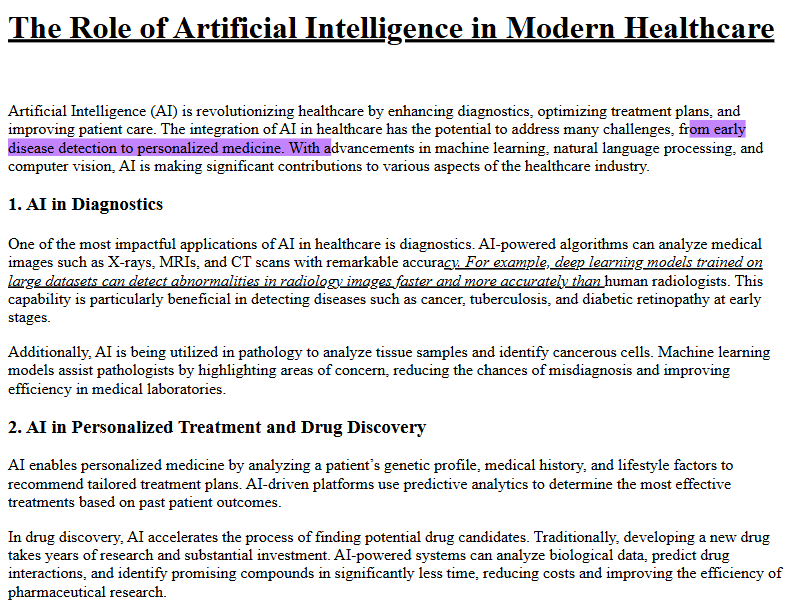 The Role of Artificial Intelligence in Modern Healthcare
Artificial Intelligence (AI) is revolutionizing healthcare by enhancing diagnostics, optimizing treatment plans, and
improving patient care. The integration of AI in healthcare has the potential to address many challenges, from early
disease detection to personalized medicine. With advancements in machine learning, natural language processing, and
computer vision, AI is making significant contributions to various aspects of the healthcare industry.
1. AI in Diagnostics
One of the most impactful applications of AI in healthcare is diagnostics. AI-powered algorithms can analyze medical
images such as X-rays, MRIs, and CT scans with remarkable accuracy. For example, deep learning models trained on
large datasets can detect abnormalities in radiology images faster and more accurately than human radiologists. This
capability is particularly beneficial in detecting diseases such as cancer, tuberculosis, and diabetic retinopathy at early
stages.
Additionally, AI is being utilized in pathology to analyze tissue samples and identify cancerous cells. Machine learning
models assist pathologists by highlighting areas of concern, reducing the chances of misdiagnosis and improving
efficiency in medical laboratories.
2. AI in Personalized Treatment and Drug Discovery
AI enables personalized medicine by analyzing a patient’s genetic profile, medical history, and lifestyle factors to
recommend tailored treatment plans. AI-driven platforms use predictive analytics to determine the most effective
treatments based on past patient outcomes.
In drug discovery, AI accelerates the process of finding potential drug candidates. Traditionally, developing a new drug
takes years of research and substantial investment. AI-powered systems can analyze biological data, predict drug
interactions, and identify promising compounds in significantly less time, reducing costs and improving the efficiency of
pharmaceutical research.